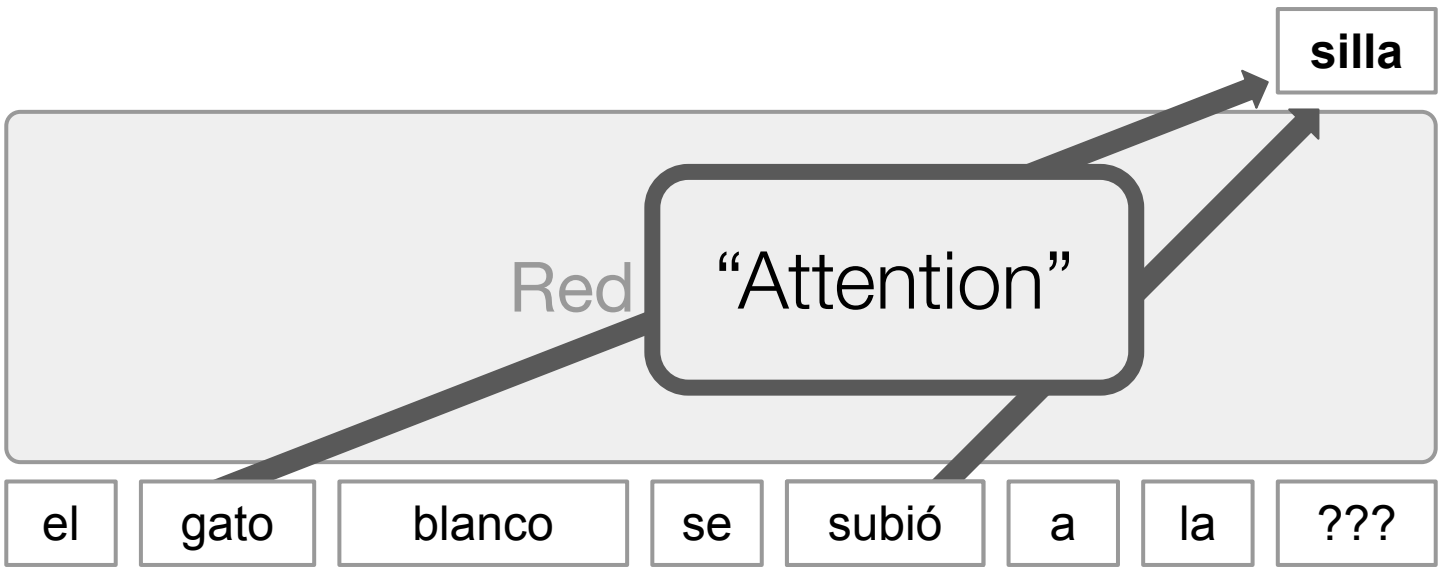 silla
Red
“Attention”
el gato blanco se subió a la ???